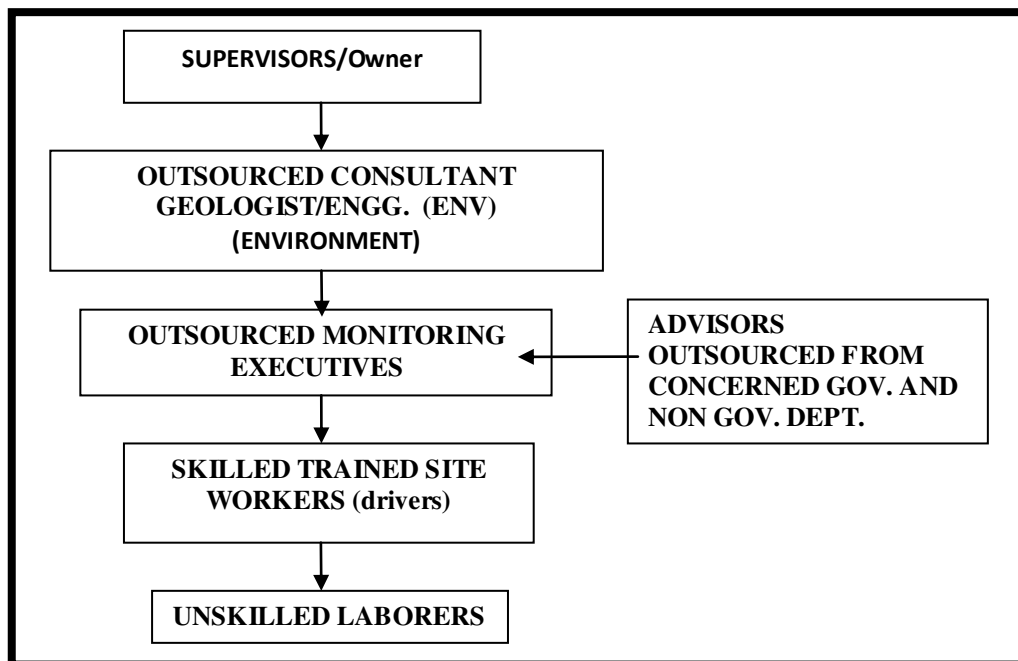 SUPERVISORS/Owner
OUTSOURCED CONSULTANT
GEOLOGIST/ENGG. (ENV)
(ENVIRONMENT)
OUTSOURCED MONITORING
EXECUTIVES
ADVISORS
OUTSOURCED FROM
CONCERNED GOV. AND
NON GOV. DEPT.
SKILLED TRAINED SITE
WORKERS (drivers)
UNSKILLED LABORERS